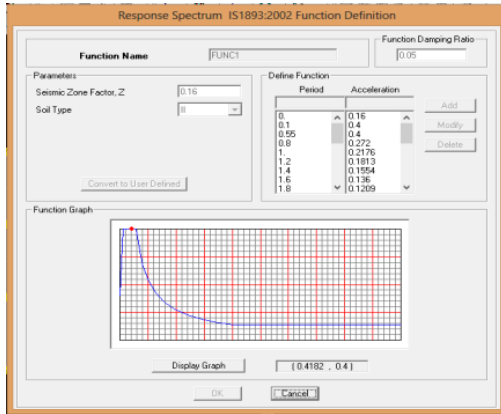 Response Spectrum IS1893:2002 Function Definition
Function Damping Ratio
Function Name FUNC1 0.05
Parameters
Seismic Zone Factor, Z 0.16
Soil Type II
Convert to User Defined
Define Function
Period Acceleration
0. 0.16
0.1 0.4
0.55 0.4
0.8 0.272
1. 0.2176
1.2 0.1813
1.4 0.1554
1.6 0.136
1.8 0.1209
Add
Modify
Delete
Function Graph
Display Graph (0.4182 , 0.4)
OK Cancel